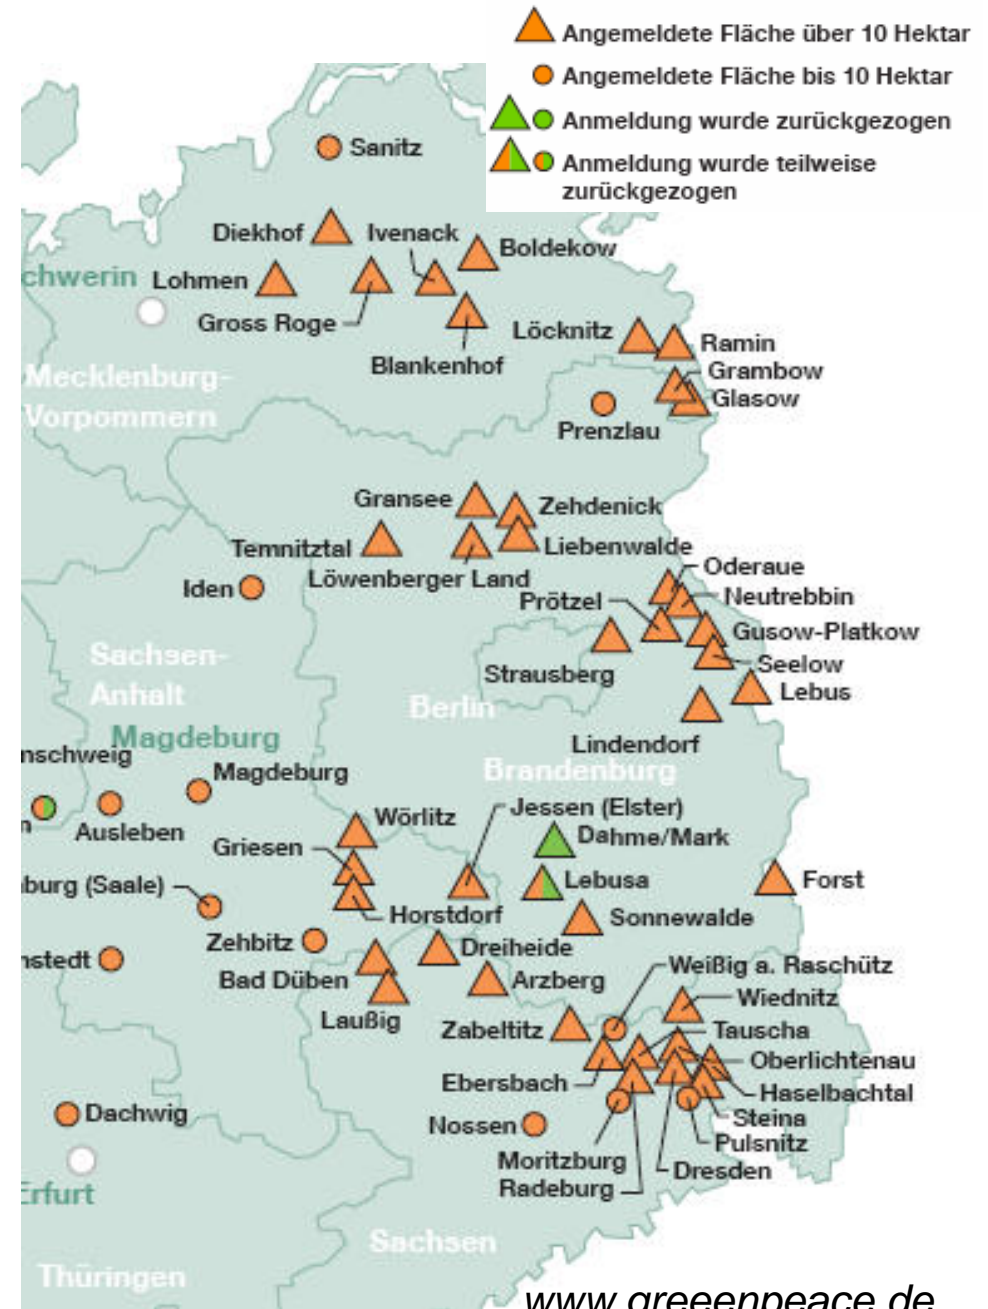 Angemeldete Fläche über 10 Hektar
Angemeldete Fläche bis 10 Hektar
Anmeldung wurde zurückgezogen
Anmeldung wurde teilweise
zurückgezogen
Sanitz
Diekhof
Ivenack
Boldekow
chwerin
Lohmen
Gross Roge
Löcknitz
Ramin
Blankenhof
Grambow
Mecklenburg-
Vorpommern
Glasow
Prenzlau
Gransee
Zehdenick
Temnitztal
Liebenwalde
Löwenberger Land
Oderaue
Iden
Prötzel
Neutrebbin
Gusow-Platkow
Sachsen-
Anhalt
Strausberg
Seelow
Lebus
Berlin
Magdeburg
Lindendorf
nschweig
Brandenburg
Magdeburg
n
Ausleben
Wörlitz
Jessen (Elster)
Dahme/Mark
Griesen
burg (Saale)
Lebusa
Forst
Horstdorf
Sonnewalde
Zehbitz
Dreiheide
nstedt
Bad Düben
Arzberg
Weißig a. Raschütz
Wiednitz
Laußig
Zabeltitz
Tauscha
Oberlichtenau
Ebersbach
Haselbachtal
Dachwig
Nossen
Steina
Pulsnitz
Moritzburg
Dresden
Radeburg
Erfurt
Sachsen
Thüringen
www.greeenpeace.de